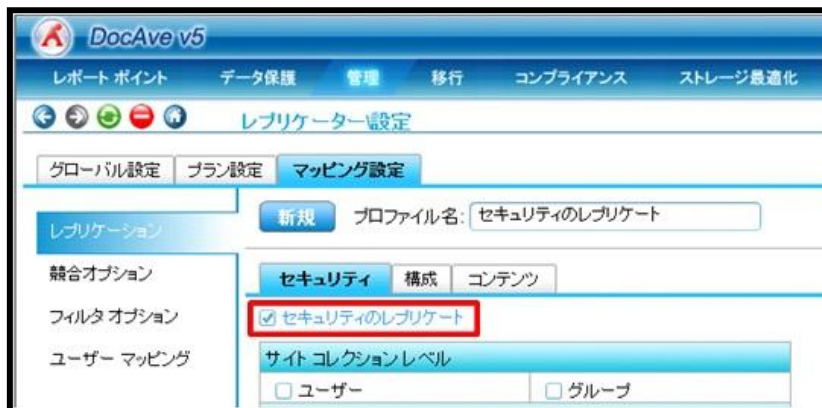 DocAve v5
レポート ポイント データ保護 管理 移行 コンプライアンス ストレージ最適化
レプリケーター\設定
グローバル設定 プラン設定 マッピング設定
新規 プロファイル名: セキュリティのレプリケート
レプリケーション
競合オプション
フィルタ オプション
ユーザー マッピング
セキュリティ 構成 コンテンツ
セキュリティのレプリケート
サイト コレクション レベル
ユーザー グループ